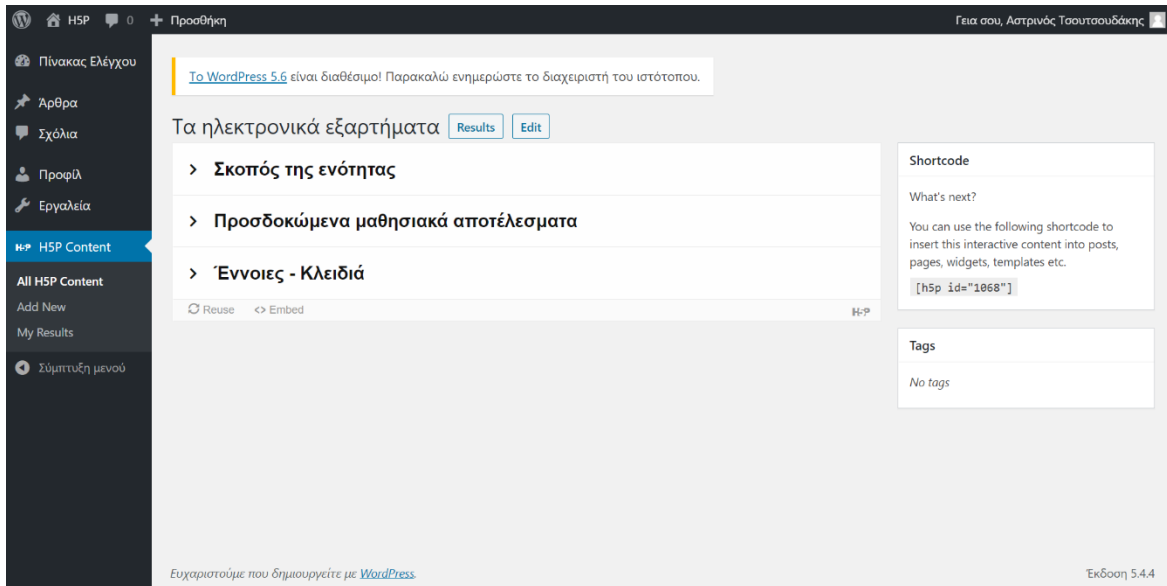 H5P 0 Προσθήκη Γεια σου, Αστρινός Τσουτσουδάκης
Πίνακας Ελέγχου
Άρθρα
Σχόλια
Προφίλ
Εργαλεία
H5P H5P Content
All H5P Content
Add New
My Results
Σύμπτυξη μενού
Το WordPress 5.6 είναι διαθέσιμο! Παρακαλώ ενημερώστε το διαχειριστή του ιστότοπου.
Τα ηλεκτρονικά εξαρτήματα Results Edit
Σκοπός της ενότητας
Προσδοκώμενα μαθησιακά αποτέλεσματα
Έννοιες - Κλειδιά
Reuse <> Embed H5P
Shortcode
What's next?
You can use the following shortcode to
insert this interactive content into posts,
pages, widgets, templates etc.
[h5p id="1068"]
Tags
No tags
Ευχαριστούμε που δημιουργείτε με WordPress. Έκδοση 5.4.4